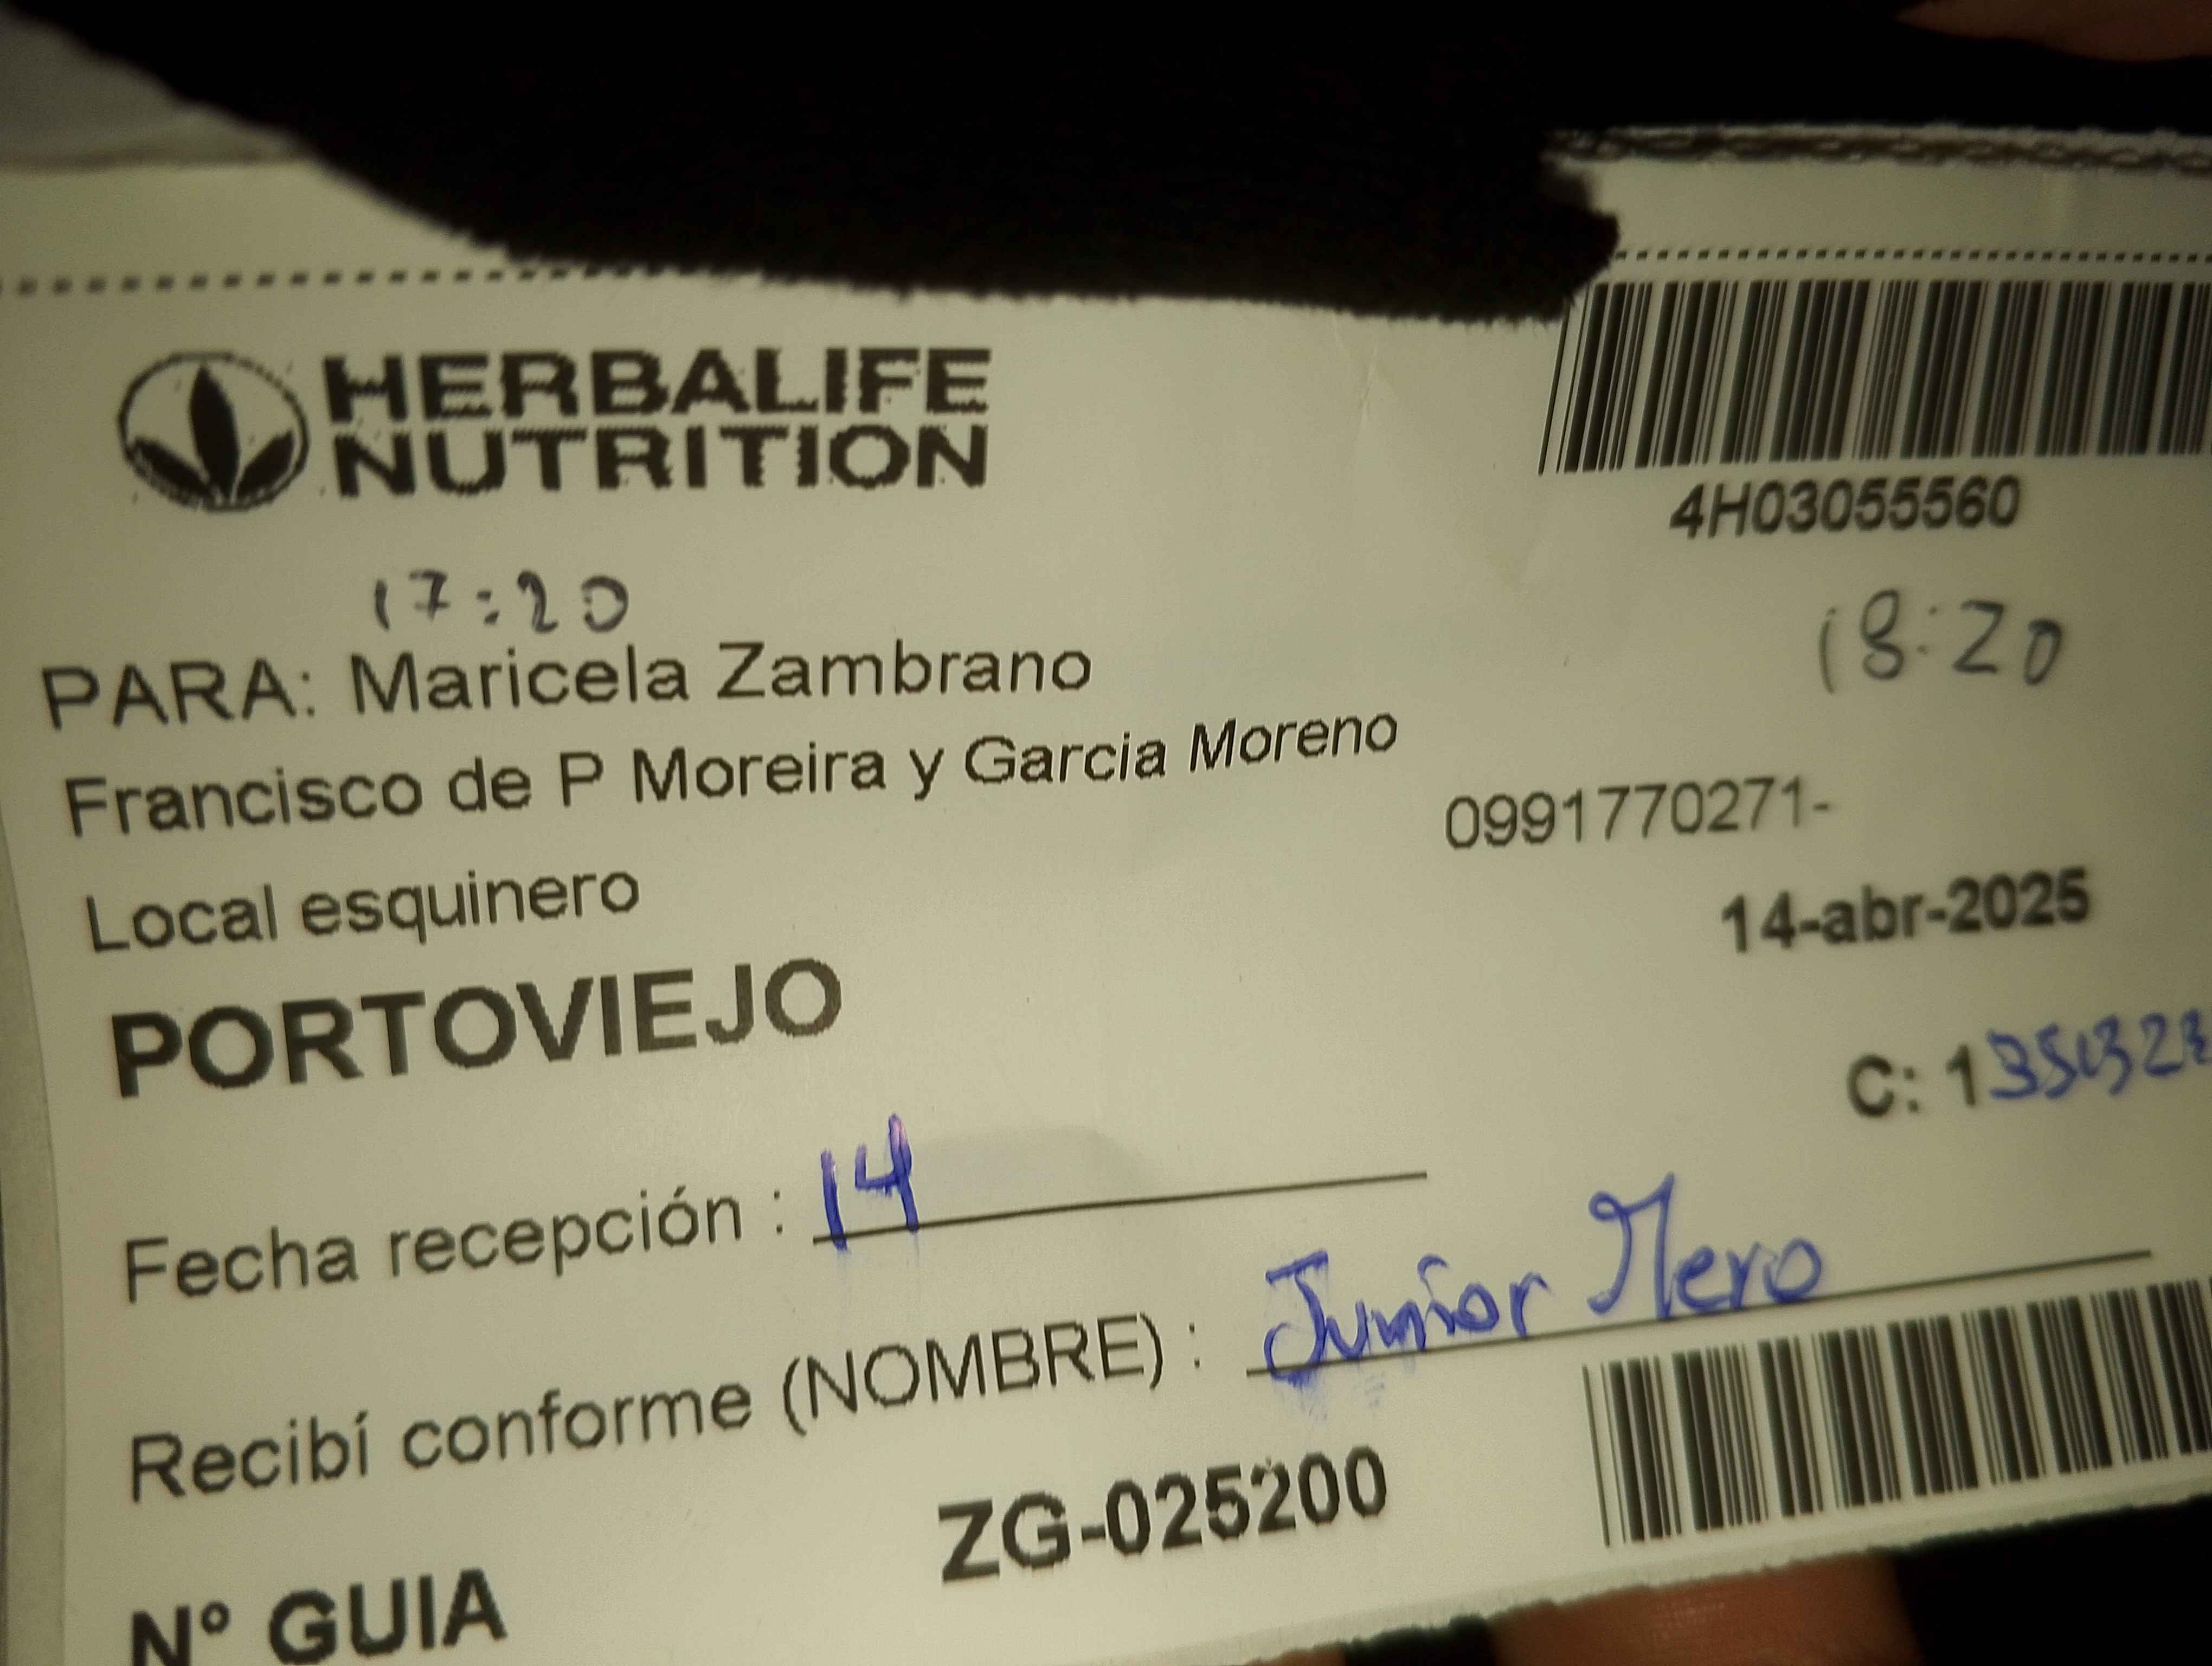 HERBALIFE
NUTRITION
4H03055560
17:20
18:20
PARA: Maricela Zambrano
Francisco de P Moreira y Garcia Moreno
0991770271-
Local esquinero
14-abr-2025
PORTOVIEJO
C:
Fecha recepción : 14
Recibí conforme (NOMBRE) : Junior Mero
Nº GUIA ZG-025200